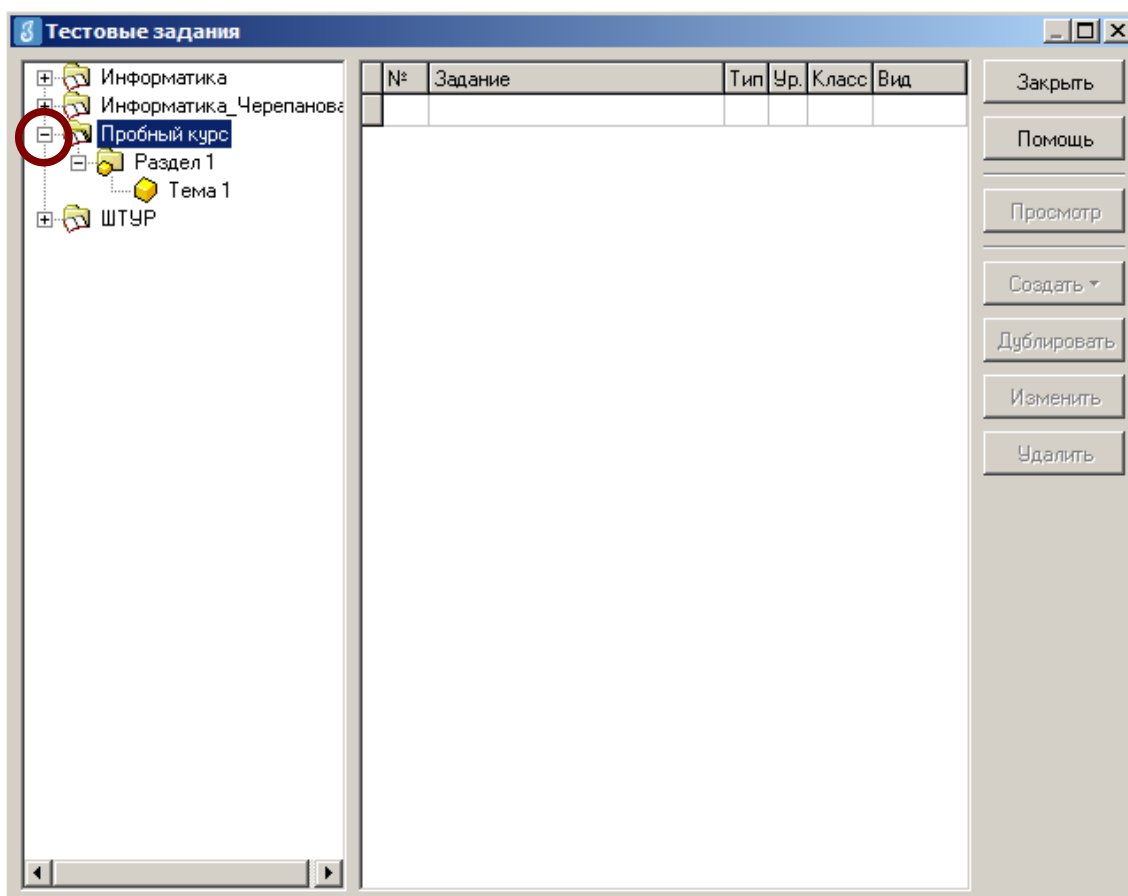 Тестовые задания
Информатика
Информатика_Черепанова
Пробный курс
Раздел 1
Тема 1
ШТУР
№ Задание Тип Ур. Класс Вид
Закрыть
Помощь
Просмотр
Создать
Дублировать
Изменить
Удалить